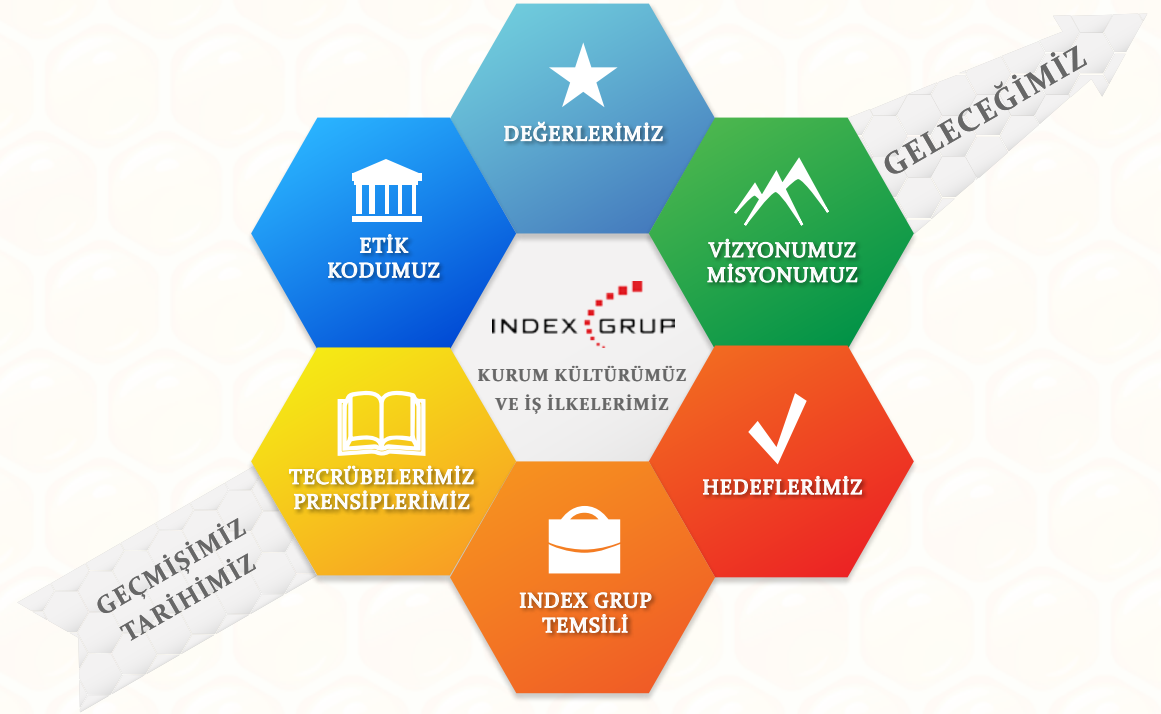 DEĞERLERİMİZ
GELECEĞİMİZ
ETİK
KODUMUZ
VİZYONUMUZ
MİSYONUMUZ
INDEX GRUP
KURUM KÜLTÜRÜMÜZ
VE İŞ İLKELERİMİZ
TECRÜBELERİMİZ
PRENSİPLERİMİZ
HEDEFLERİMİZ
GEÇMİŞİMİZ
TARİHİMİZ
INDEX GRUP
TEMSİLİ